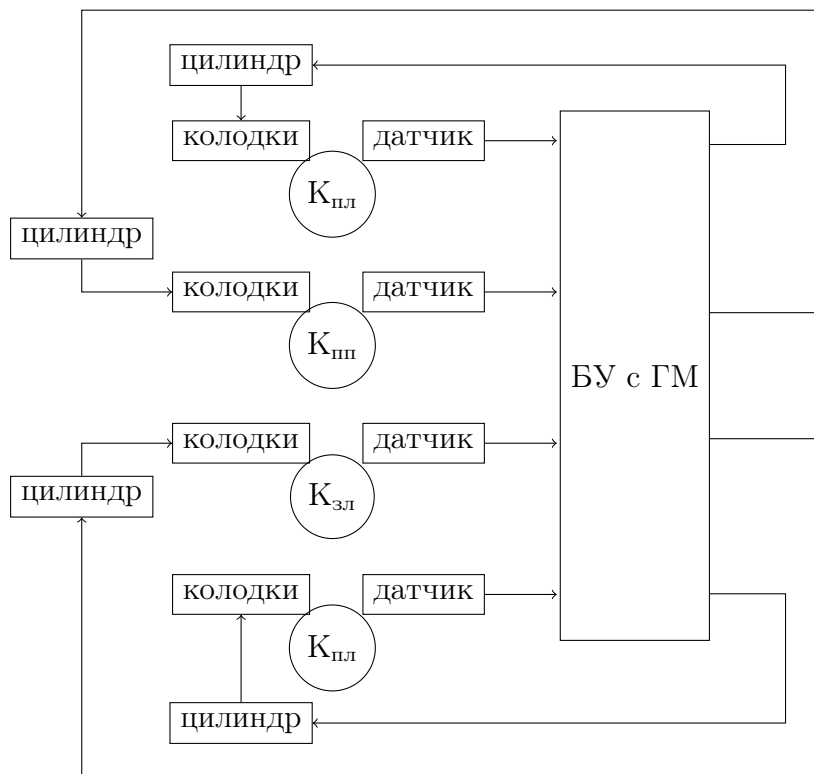 цилиндр
колодки датчик
Кпл
цилиндр
колодки датчик
Кпп
БУ с ГМ
колодки датчик
цилиндр
Кзл
колодки датчик
Кпл
цилиндр